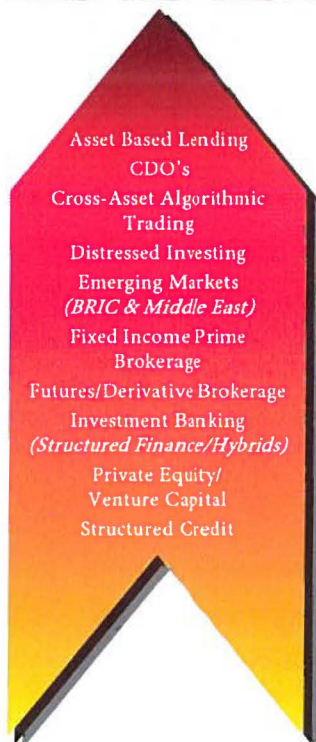 Asset Based Lending
CDO's
Cross-Asset Algorithmic
Trading
Distressed Investing
Emerging Markets
(BRIC & Middle East)
Fixed Income Prime
Brokerage
Futures/Derivative Brokerage
Investment Banking
(Structured Finance/Hybrids)
Private Equity/
Venture Capital
Structured Credit